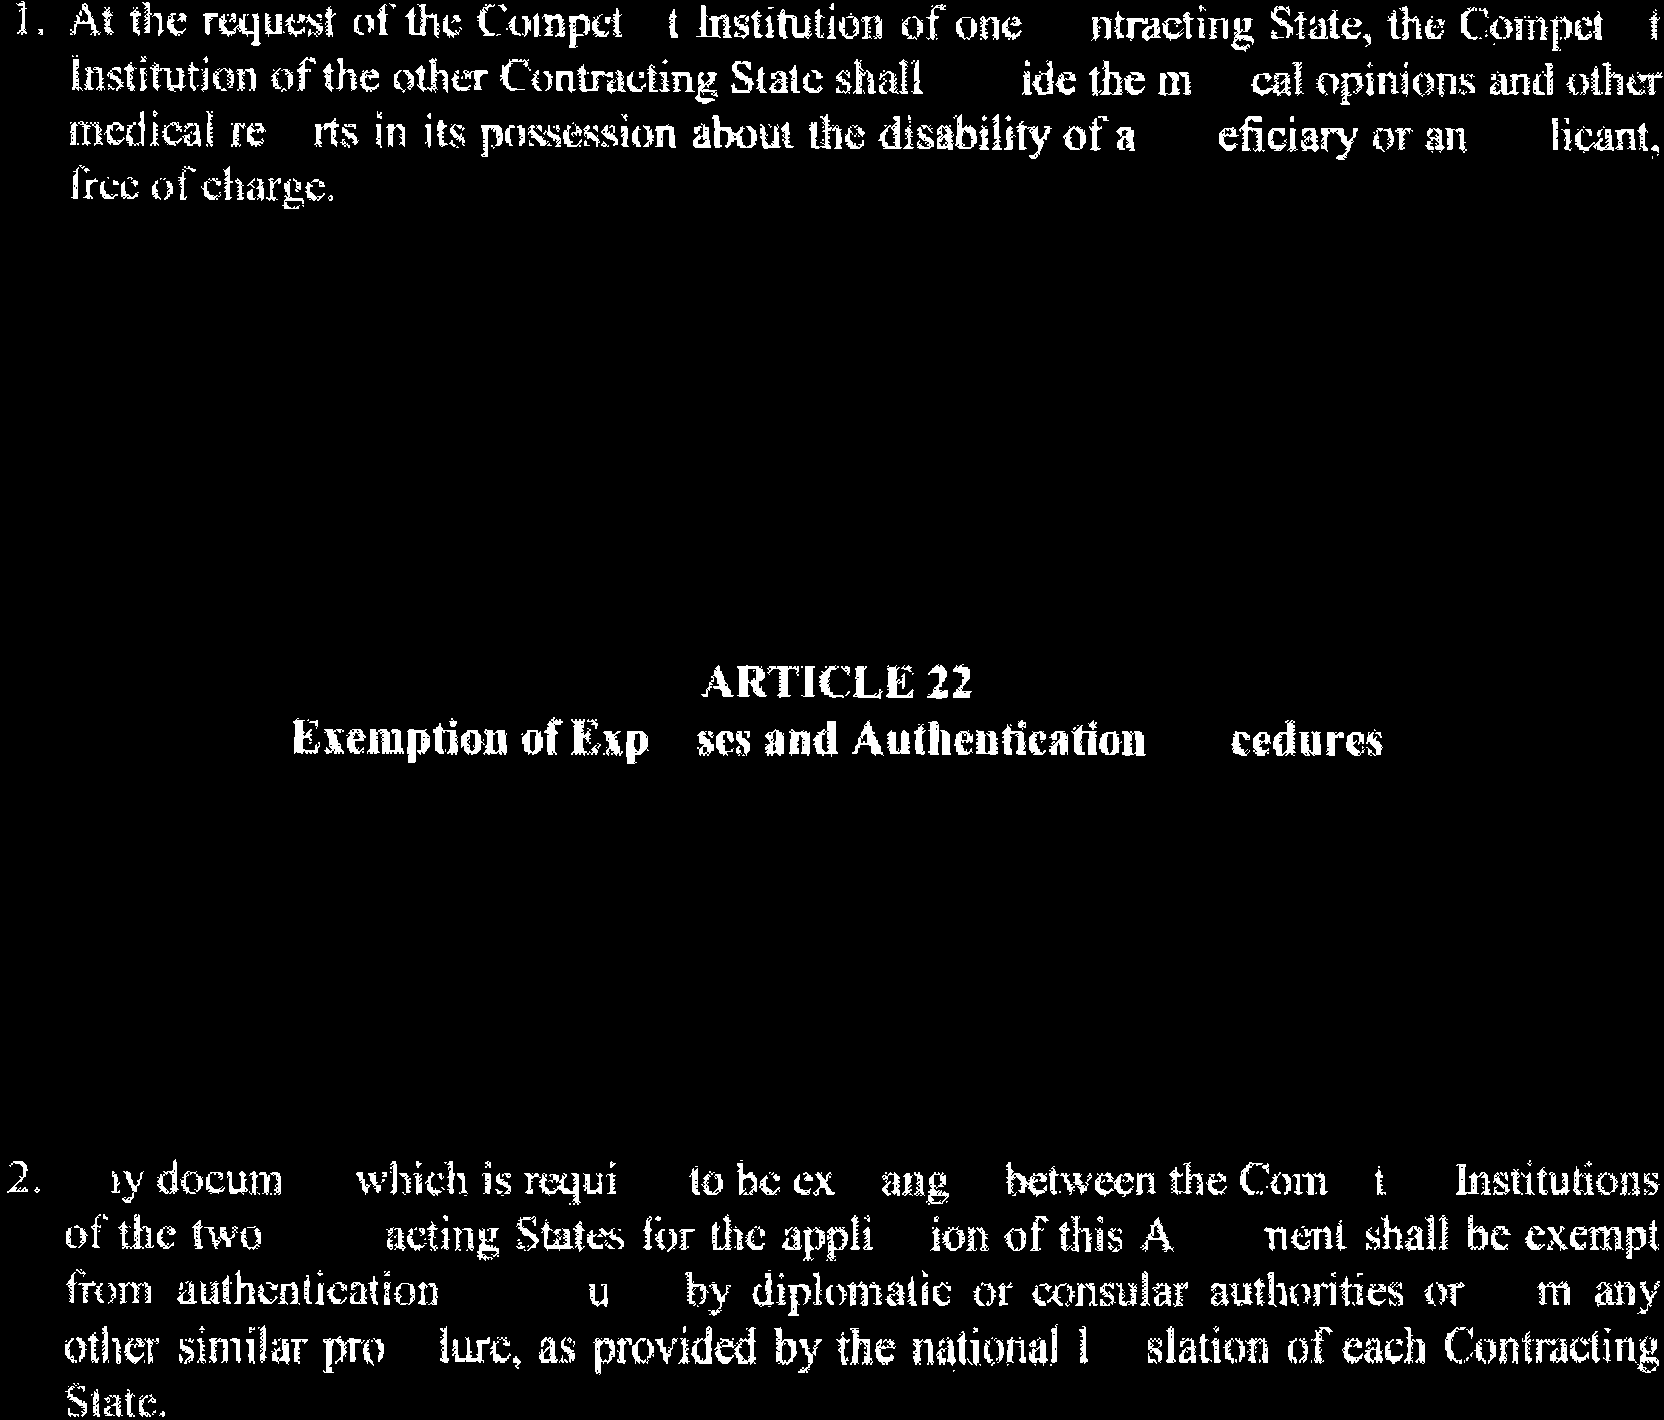 1. At the request of the Compet t Institution of one ntracting State, the Compet t
Institution of the other Contracting State shall ide the m cal opinions and other
medical re rts in its possession about the disability of a eficiary or an licant,
free of charge.
ARTICLE 22
Exemption of Exp ses and Authentication cedures
2. ny docum which is requi to be ex ang between the Com t Institutions
of the two acting States for the appli ion of this A ment shall be exempt
from authentication u by diplomatic or consular authorities or m any
other similar pro dure, as provided by the national l slation of each Contracting
State.